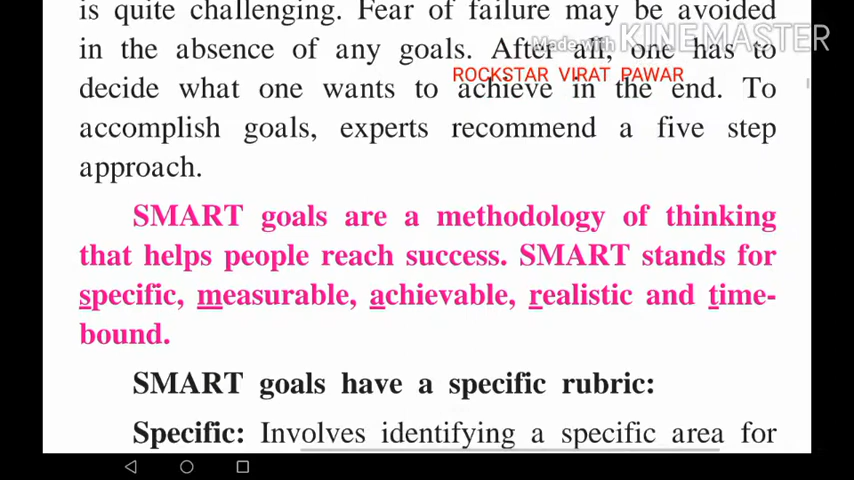 is quite challenging. Fear of failure may be avoided
in the absence of any goals. After all, one has to
Made with KINEMASTER
ROCKSTAR VIRAT PAWAR
decide what one wants to achieve in the end. To
accomplish goals, experts recommend a five step
approach.
SMART goals are a methodology of thinking
that helps people reach success. SMART stands for
specific, measurable, achievable, realistic and time-
bound.
SMART goals have a specific rubric:
Specific: Involves identifying a specific area for